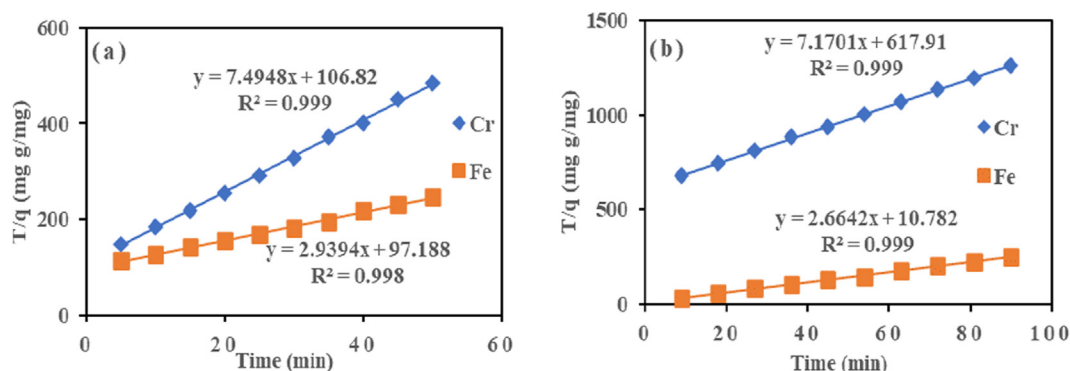 (a)
600
400
200
0
T/q (mg g/mg)
y = 7.4948x + 106.82
R² = 0.999
Cr
Fe
y = 2.9394x + 97.188
R² = 0.998
0 20 40 60
Time (min)
(b)
1500
1000
500
0
T/q (mg g/mg)
y = 7.1701x + 617.91
R² = 0.999
Cr
Fe
y = 2.6642x + 10.782
R² = 0.999
0 20 40 60 80 100
Time (min)